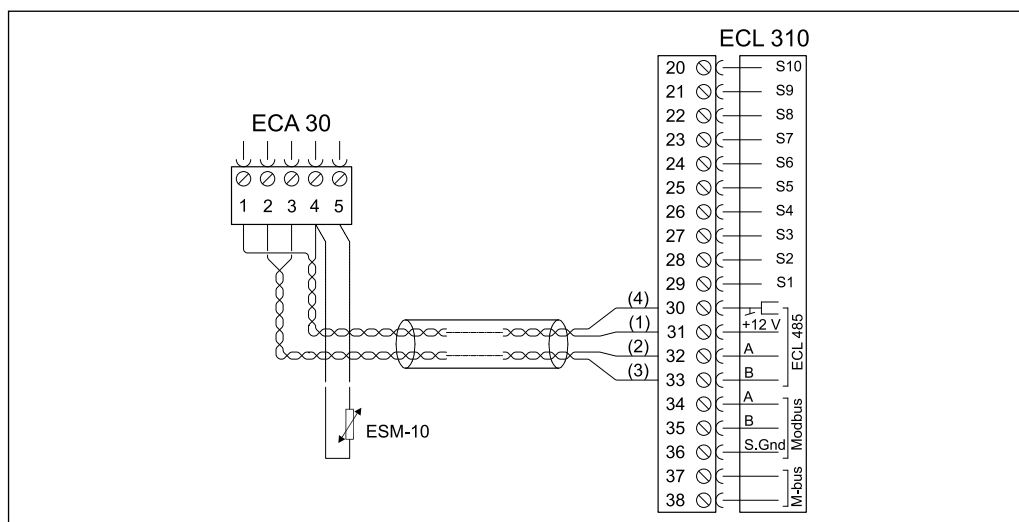 ECL 310
20 S10
21 S9
22 S8
ECA 30
23 S7
24 S6
1 2 3 4 5
25 S5
26 S4
27 S3
28 S2
29 S1
(4) 30
(1) 31 +12 V
(2) 32 A
(3) 33 B
ECL 485
34 A
35 B
ESM-10
36 S.Gnd
Modbus
37
38
M-bus